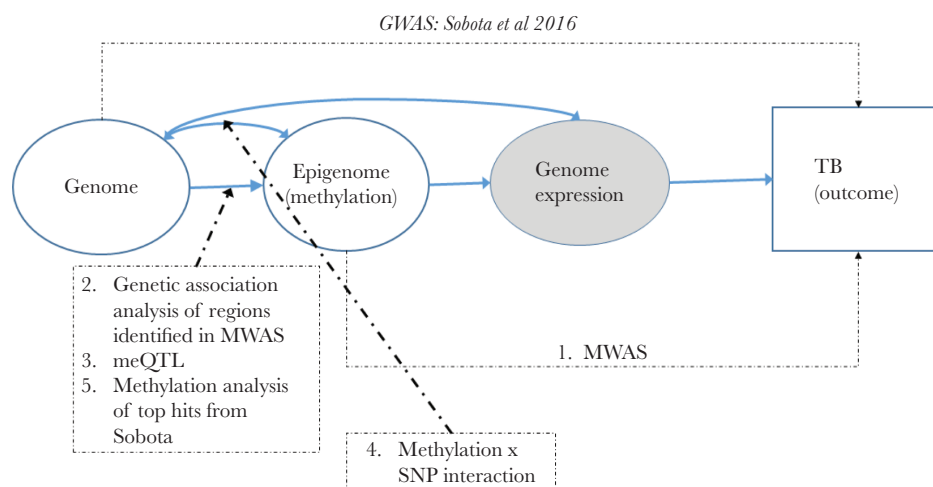 GWAS: Sobota et al 2016
Genome
Epigenome
(methylation)
Genome
expression
TB
(outcome)
2. Genetic association
analysis of regions
identified in MWAS
3. meQTL
5. Methylation analysis
of top hits from
Sobota
1. MWAS
4. Methylation x
SNP interaction